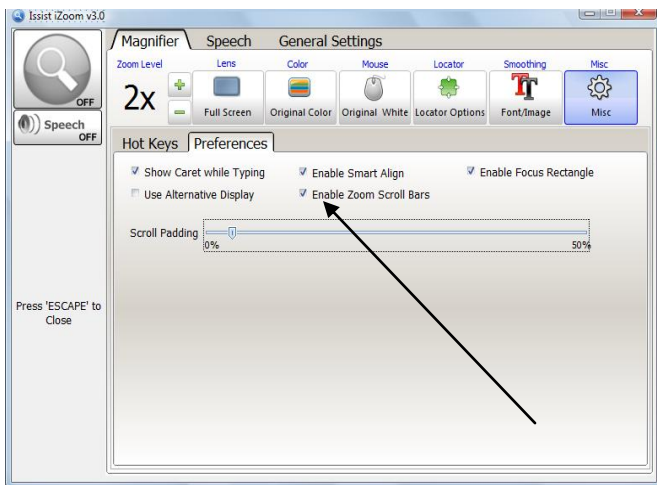 Issist iZoom v3.0
Magnifier Speech General Settings
OFF
Speech
OFF
Zoom Level Lens Color Mouse Locator Smoothing Misc
2x Full Screen Original Color Original White Locator Options Font/Image Misc
Hot Keys Preferences
Show Caret while Typing Enable Smart Align Enable Focus Rectangle
Use Alternative Display Enable Zoom Scroll Bars
Scroll Padding
0% 50%
Press 'ESCAPE' to
Close